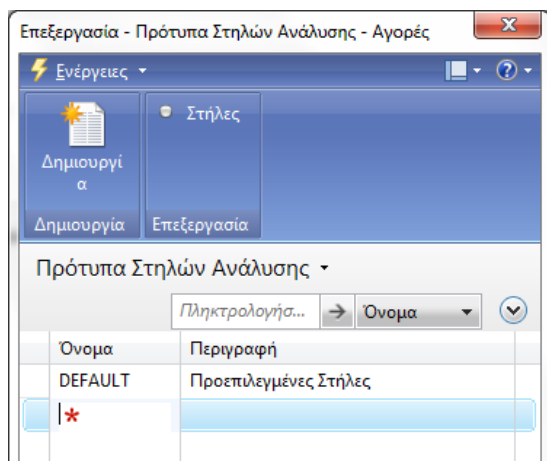 Επεξεργασία - Πρότυπα Στηλών Ανάλυσης - Αγορές
Ενέργειες
Στήλες
Δημιουργί
α
Δημιουργία Επεξεργασία
Πρότυπα Στηλών Ανάλυσης
Πληκτρολογήσ... Όνομα
Όνομα Περιγραφή
DEFAULT Προεπιλεγμένες Στήλες